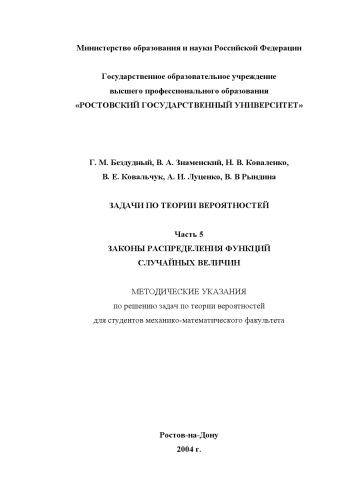 Министерство образования и науки Российской Федерации
Государственное образовательное учреждение
высшего профессионального образования
«РОСТОВСКИЙ ГОСУДАРСТВЕННЫЙ УНИВЕРСИТЕТ»
Г. М. Бездудный, В. А. Знаменский, Н. В. Коваленко,
В. Е. Ковальчук, А. И. Луценко, В. В Рындина
ЗАДАЧИ ПО ТЕОРИИ ВЕРОЯТНОСТЕЙ
Часть 5
ЗАКОНЫ РАСПРЕДЕЛЕНИЯ ФУНКЦИЙ
СЛУЧАЙНЫХ ВЕЛИЧИН
МЕТОДИЧЕСКИЕ УКАЗАНИЯ
по решению задач по теории вероятностей
для студентов механико-математического факультета
Ростов-на-Дону
2004 г.